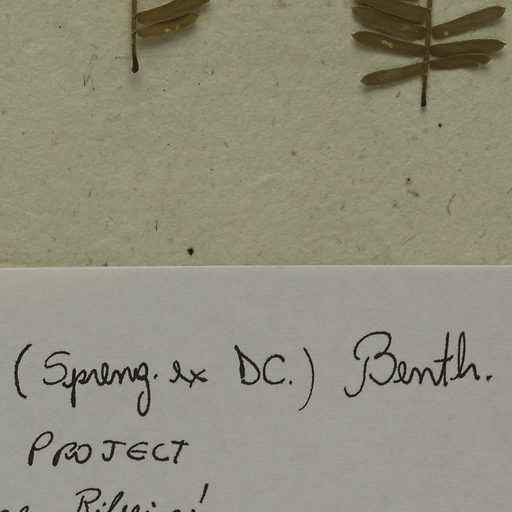 (Spreng. ex DC.) Benth.
PROJECT